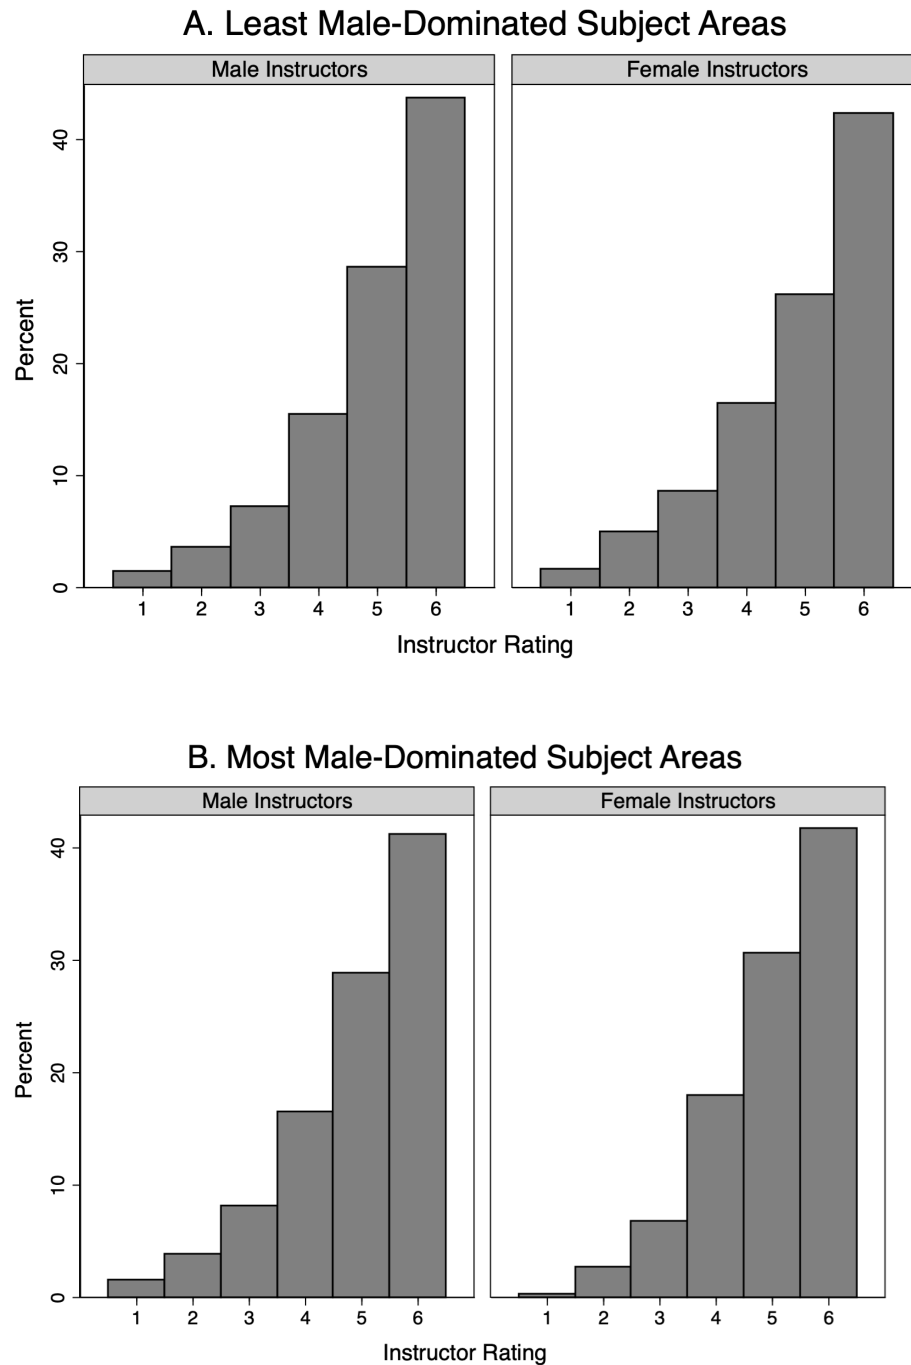 A. Least Male-Dominated Subject Areas
Male Instructors
Female Instructors
Percent
40
30
20
10
0
1 2 3 4 5 6
1 2 3 4 5 6
Instructor Rating
B. Most Male-Dominated Subject Areas
Male Instructors
Female Instructors
Percent
40
30
20
10
0
1 2 3 4 5 6
1 2 3 4 5 6
Instructor Rating